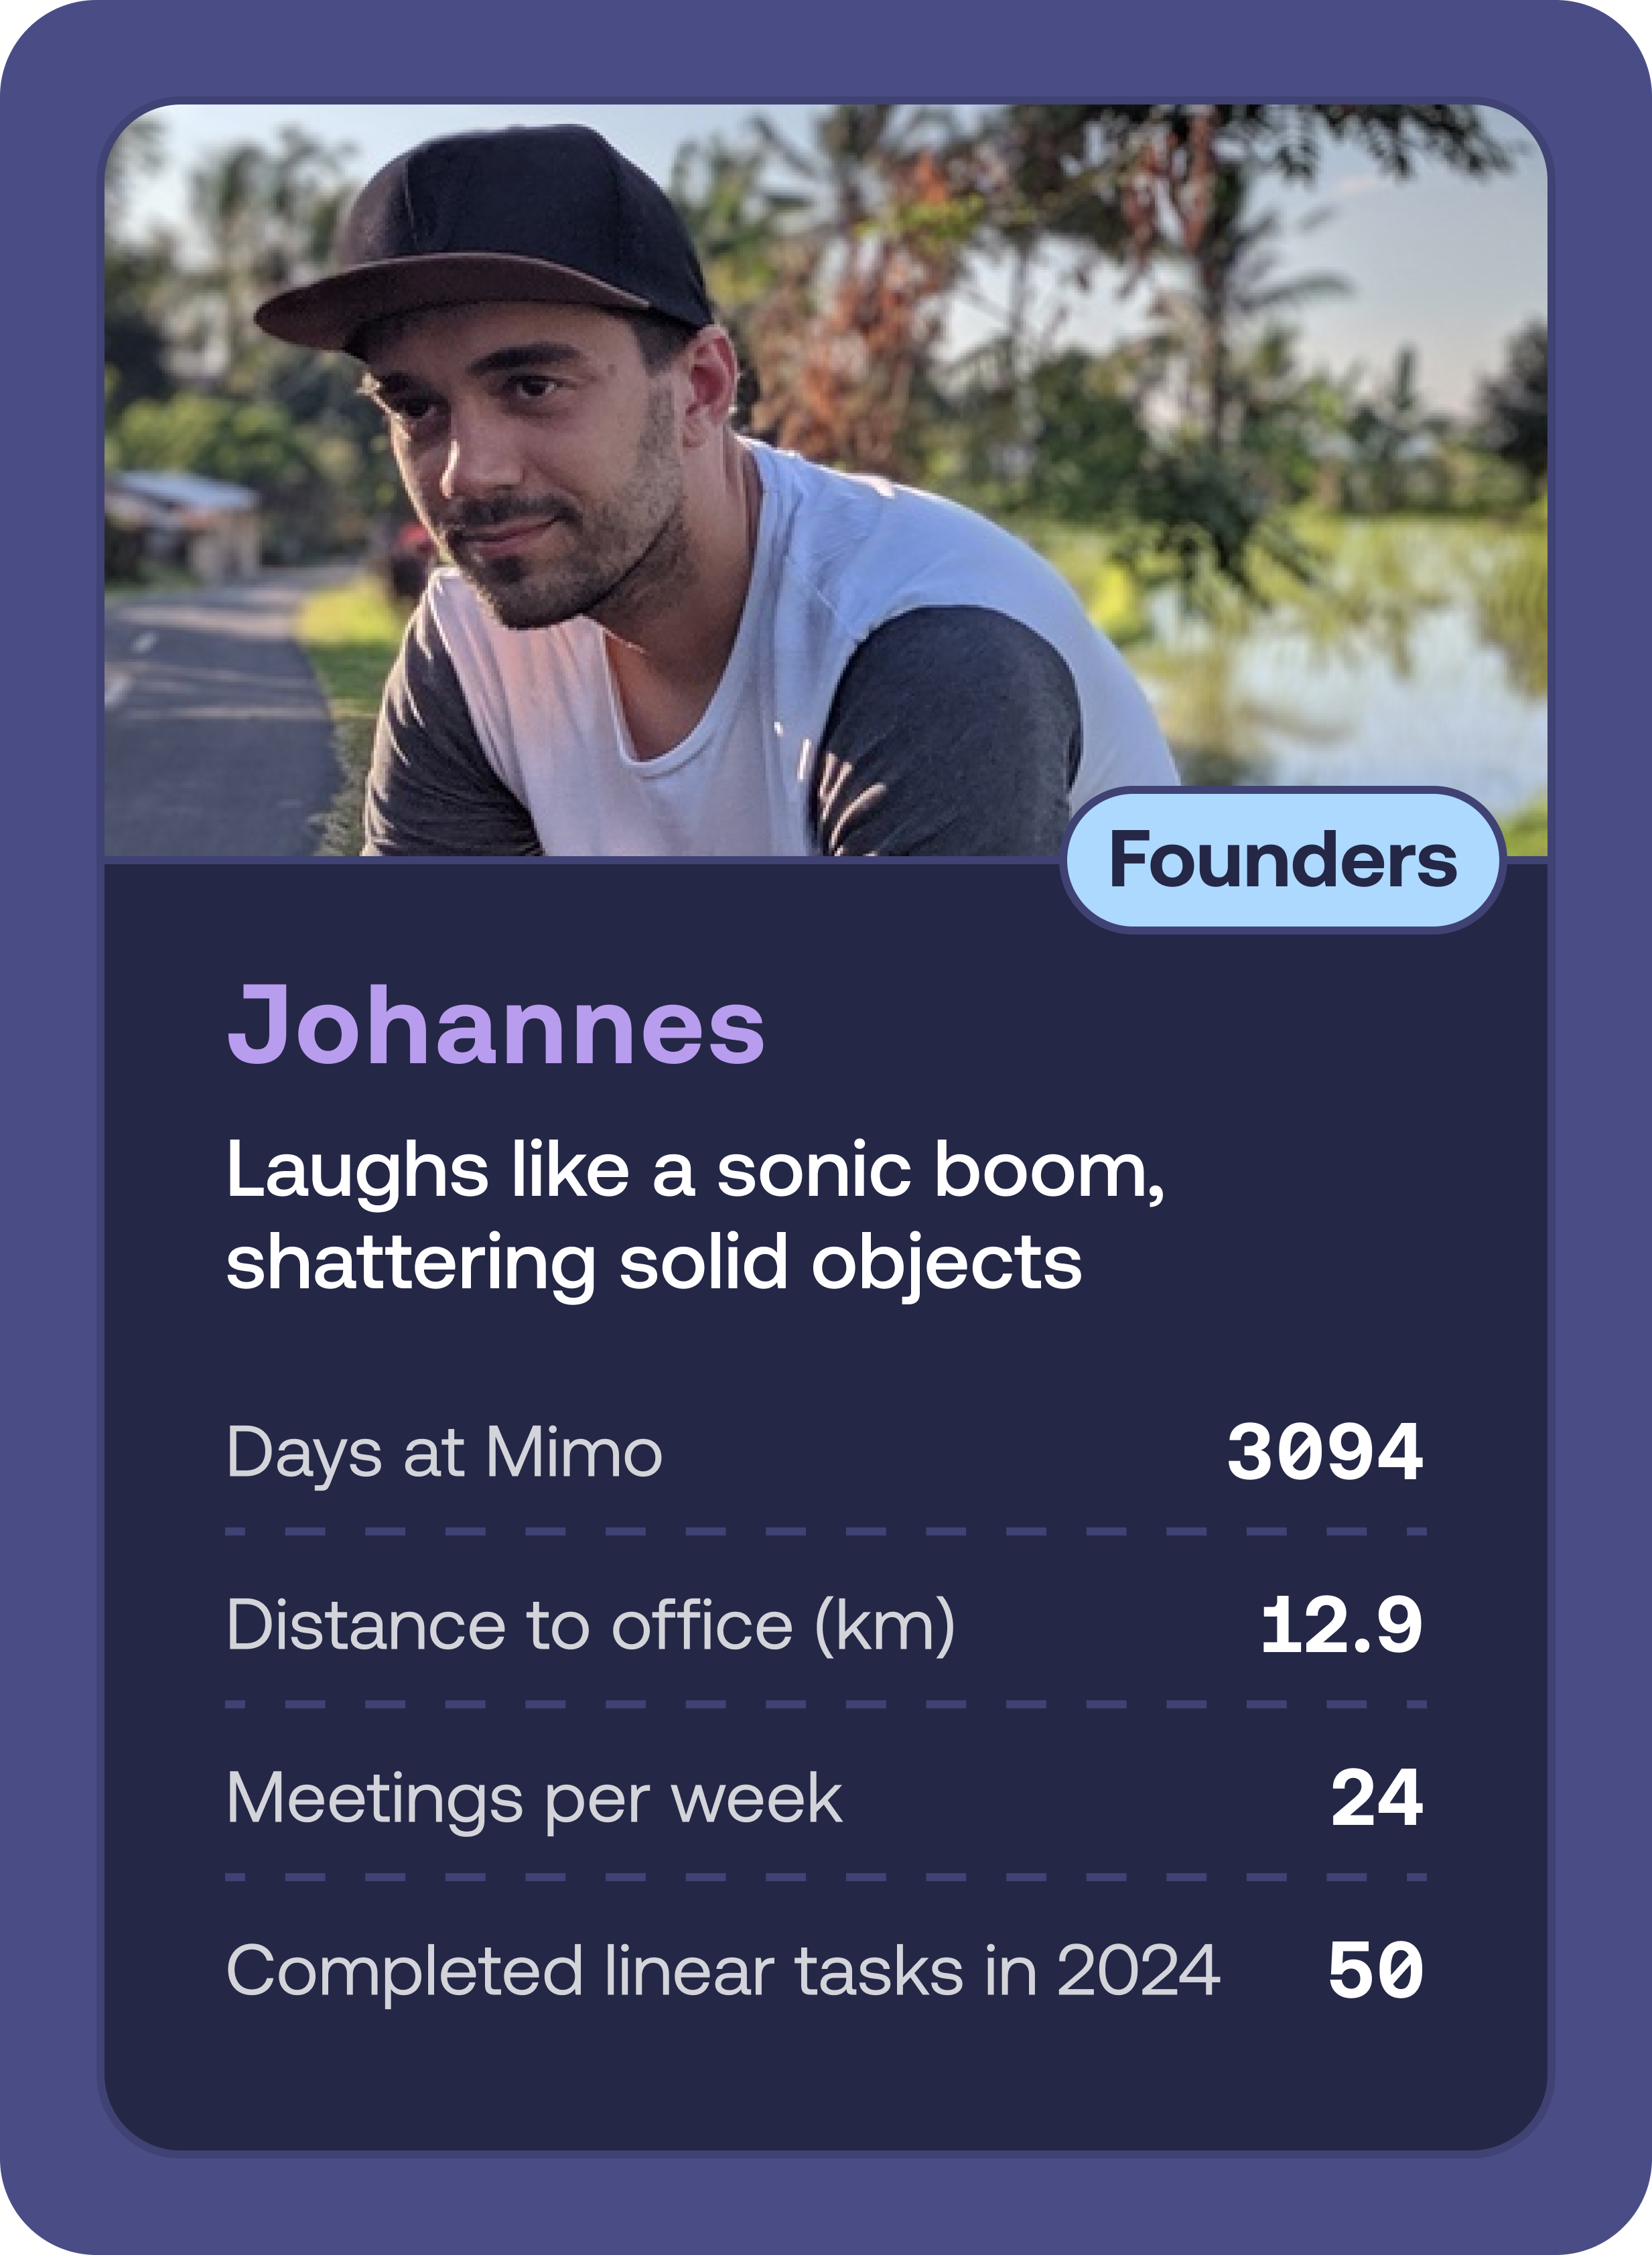 Founders
Johannes
Laughs like a sonic boom,
shattering solid objects
Days at Mimo 3094
Distance to office (km) 12.9
Meetings per week 24
Completed linear tasks in 2024 50